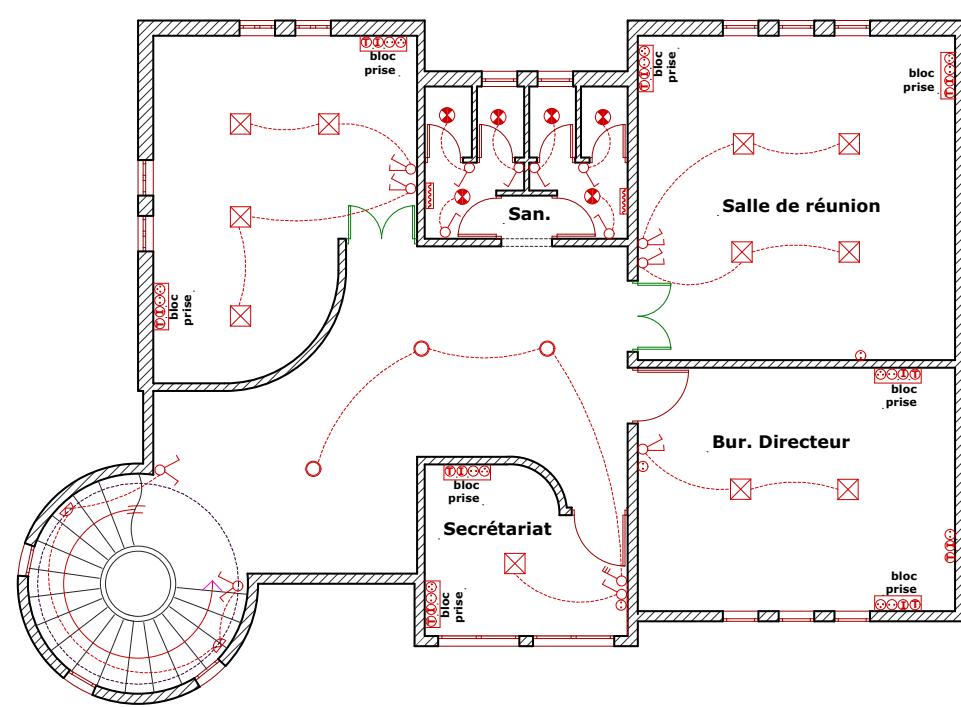 bloc
prise
bloc
prise
bloc
prise
San.
Salle de réunion
bloc
prise
bloc
prise
Bur. Directeur
bloc
prise
Secrétariat
bloc
prise
bloc
prise